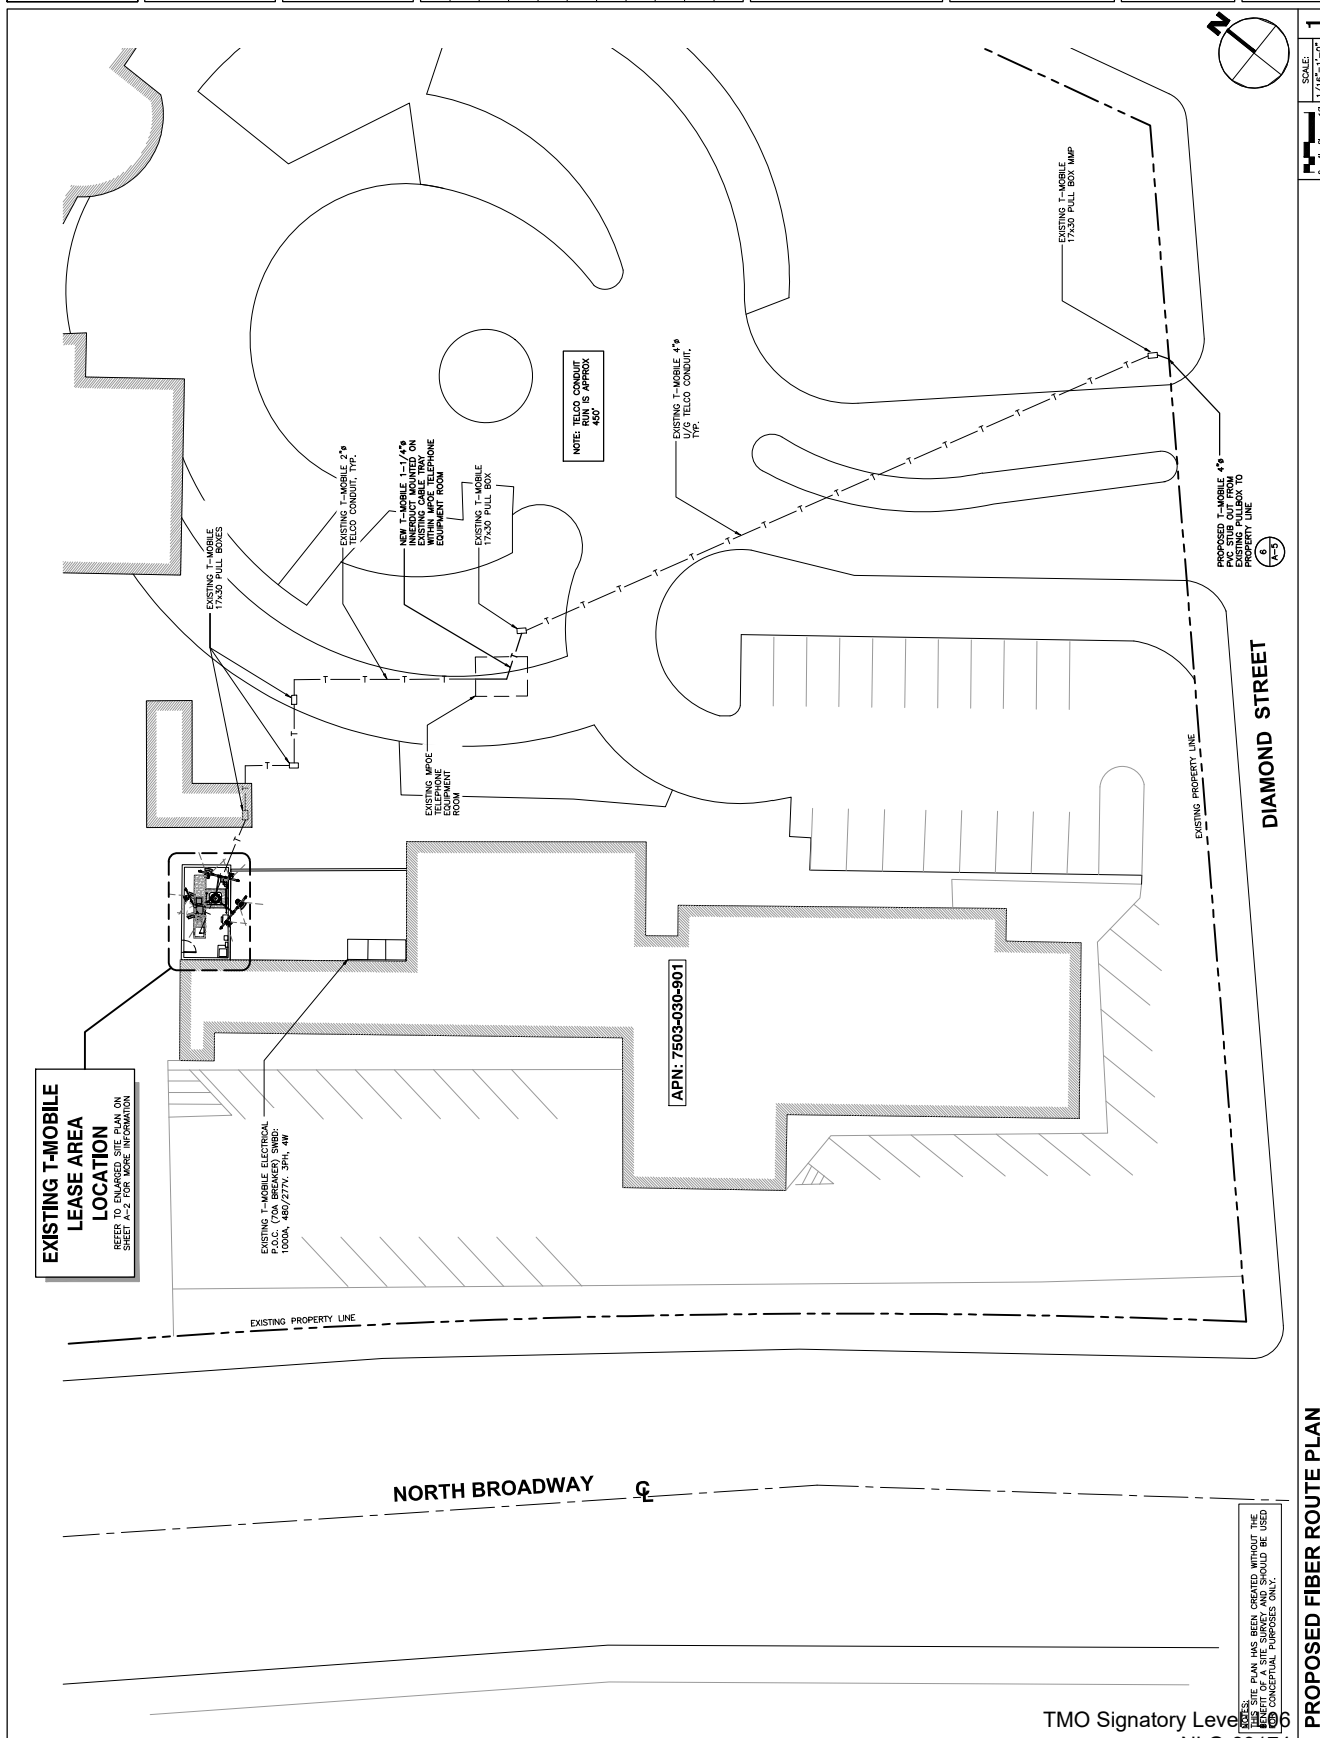 EXISTING T-MOBILE
LEASE AREA
LOCATION
REFER TO ENLARGED SITE PLAN ON
SHEET A-2 FOR MORE INFORMATION
EXISTING T-MOBILE
17x30 PULL BOXES
EXISTING T-MOBILE ELECTRICAL
P.O.C. (70A BREAKER) SWBD:
1000A, 480/277V. 3PH, 4W
EXISTING T-MOBILE 2"ø
TELCO CONDUIT, TYP.
NEW T-MOBILE 1-1/4"ø
INNERDUCT MOUNTED ON
EXISTING CABLE TRAY
WITHIN MPOE TELEPHONE
EQUIPMENT ROOM
EXISTING T-MOBILE
17x30 PULL BOX
EXISTING MPOE
TELEPHONE
EQUIPMENT
ROOM
NOTE: TELCO CONDUIT
RUN IS APPROX
450'
EXISTING T-MOBILE 4"ø
U/G TELCO CONDUIT,
TYP.
APN: 7503-030-901
EXISTING T-MOBILE
17x30 PULL BOX MMP
PROPOSED T-MOBILE 4"ø
PVC STUB OUT FROM
EXISTING PULLBOX TO
PROPERTY LINE
6
A-5
EXISTING PROPERTY LINE
DIAMOND STREET
EXISTING PROPERTY LINE
NORTH BROADWAY
CL
N
NOTES:
THIS SITE PLAN HAS BEEN CREATED WITHOUT THE
BENEFIT OF A SITE SURVEY AND SHOULD BE USED
FOR CONCEPTUAL PURPOSES ONLY.
PROPOSED FIBER ROUTE PLAN
SCALE:
1
TMO Signatory Level